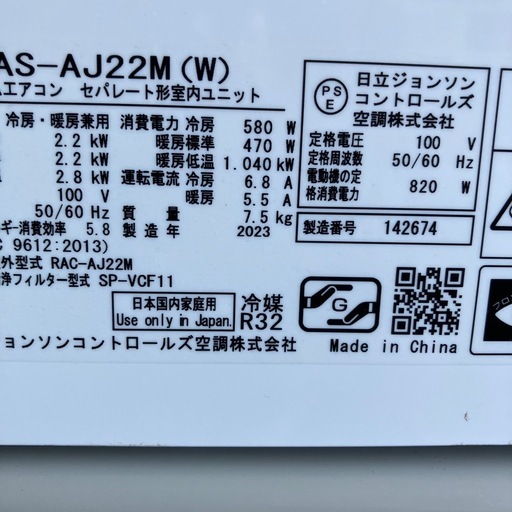 AS-AJ22M(W)
エアコン セパレート形室内ユニット
冷房・暖房兼用 消費電力 冷房 580 W
2.2 kW 暖房標準 470 W
2.2 kW 暖房低温 1.040 kW
2.8 kW 運転電流 冷房 6.8 A
100 V 暖房 5.5 A
50/60 Hz 質量 7.5 kg
ギー消費効率 5.8 製造年 2023
C 9612:2013)
外型式 RAC-AJ22M
浄フィルター型式 SP-VCF11
日本国内家庭用
Use only in Japan.
冷媒
R32
ジョンソンコントロールズ空調株式会社
PSE
日立ジョンソン
コントロールズ
空調株式会社
定格電圧 100 V
定格周波数 50/60 Hz
電動機の定
格消費電力 820 W
製造番号 142674
G
Made in China
フロン